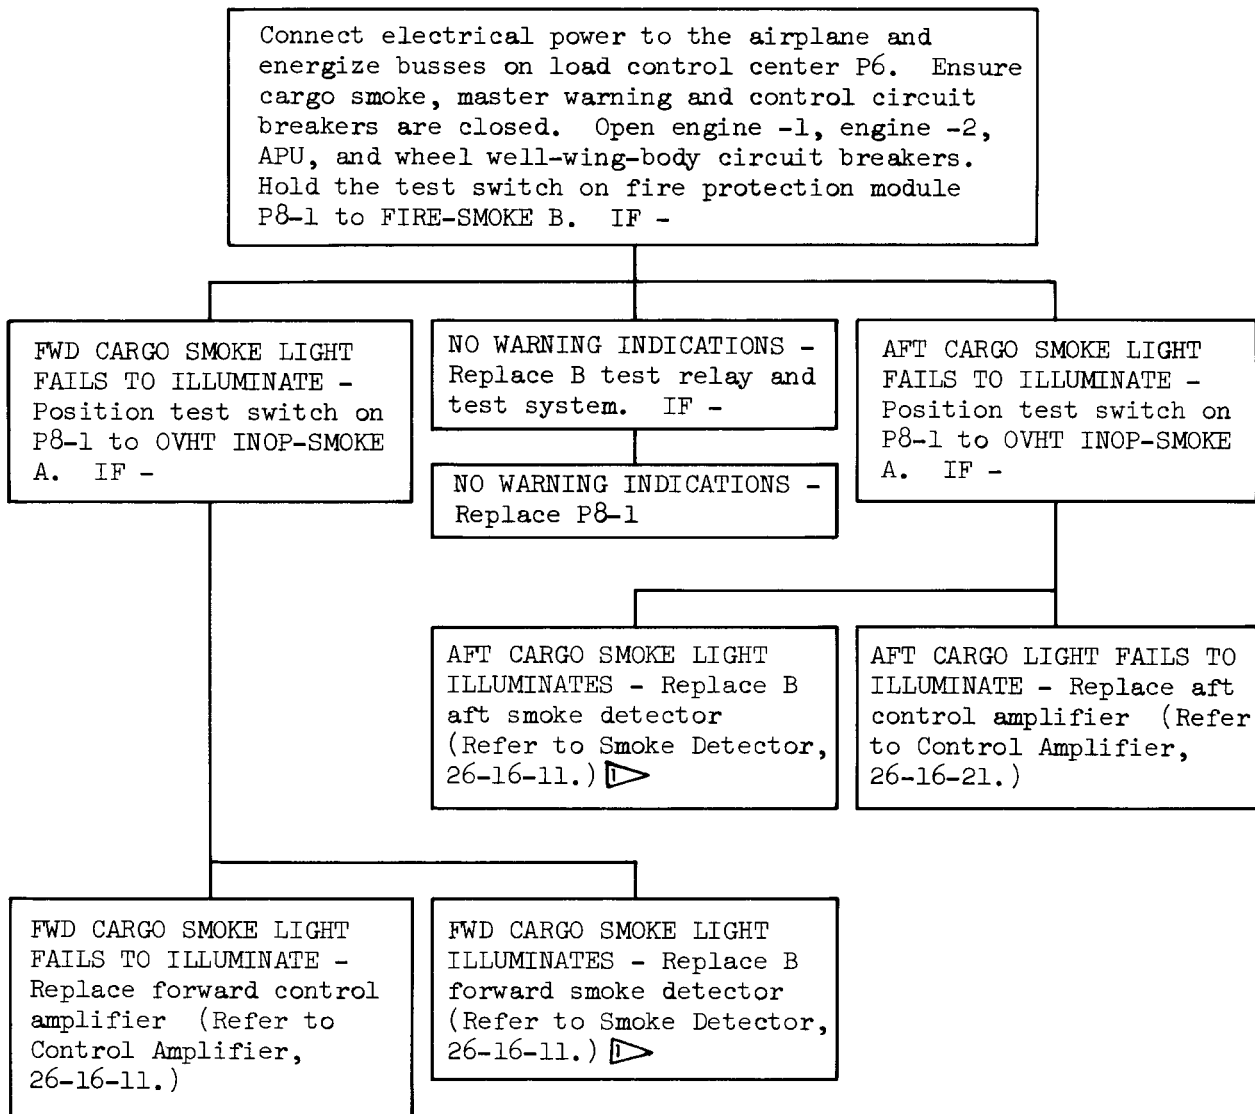 Connect electrical power to the airplane and
energize busses on load control center P6. Ensure
cargo smoke, master warning and control circuit
breakers are closed. Open engine -1, engine -2,
APU, and wheel well-wing-body circuit breakers.
Hold the test switch on fire protection module
P8-1 to FIRE-SMOKE B. IF -
FWD CARGO SMOKE LIGHT
FAILS TO ILLUMINATE -
Position test switch on
P8-1 to OVHT INOP-SMOKE
A. IF -
NO WARNING INDICATIONS -
Replace B test relay and
test system. IF -
NO WARNING INDICATIONS -
Replace P8-1
AFT CARGO SMOKE LIGHT
FAILS TO ILLUMINATE -
Position test switch on
P8-1 to OVHT INOP-SMOKE
A. IF -
AFT CARGO SMOKE LIGHT
ILLUMINATES - Replace B
aft smoke detector
(Refer to Smoke Detector,
26-16-11.) 1
AFT CARGO LIGHT FAILS TO
ILLUMINATE - Replace aft
control amplifier (Refer
to Control Amplifier,
26-16-21.)
FWD CARGO SMOKE LIGHT
FAILS TO ILLUMINATE -
Replace forward control
amplifier (Refer to
Control Amplifier,
26-16-11.)
FWD CARGO SMOKE LIGHT
ILLUMINATES - Replace B
forward smoke detector
(Refer to Smoke Detector,
26-16-11.) 1